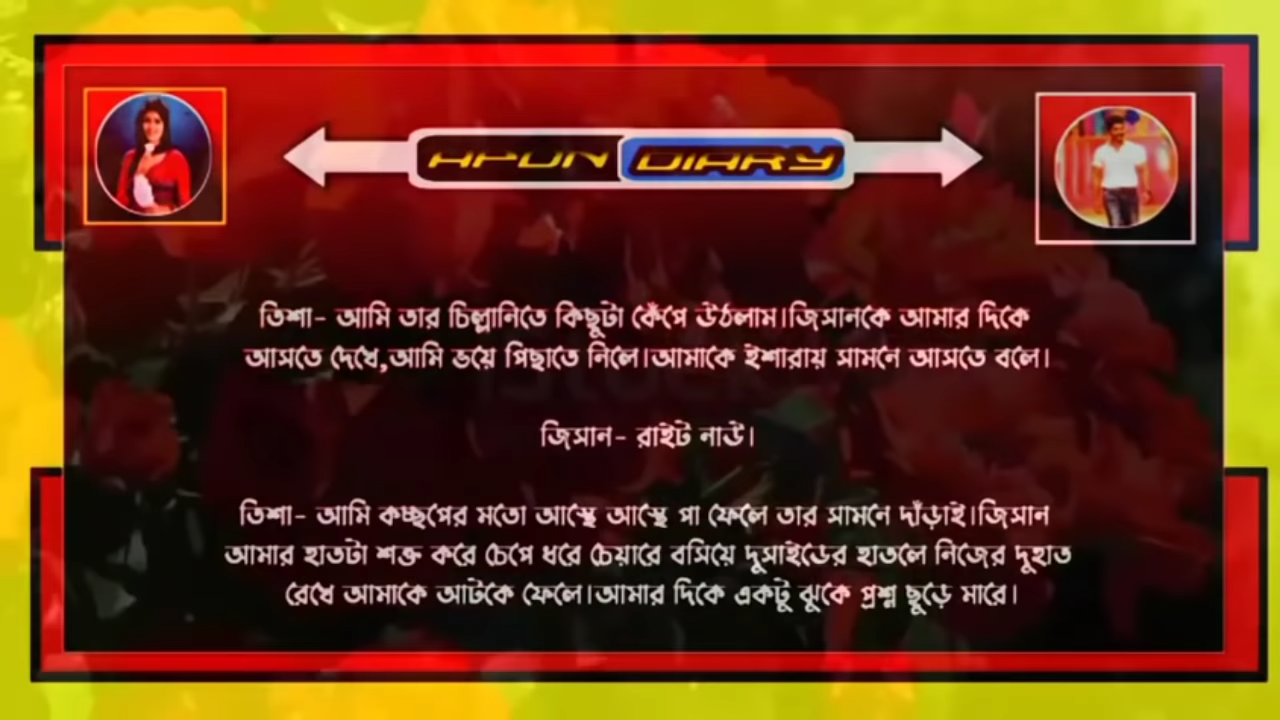 APON DIARY
তিশা- আমি তার চিল্লানিতে কিছুটা কেঁপে উঠলাম।জিসানকে আমার দিকে
আসতে দেখে,আমি ভয়ে পিছাতে নিলে।আমাকে ইশারায় সামনে আসতে বলে।
জিসান- রাইট নাউ।
তিশা- আমি কচ্ছপের মতো আস্থে আস্থে পা ফেলে তার সামনে দাঁড়াই।জিসান
আমার হাতটা শক্ত করে চেপে ধরে চেয়ারে বসিয়ে দুসাইডের হাতলে নিজের দুহাত
রেখে আমাকে আটকে ফেলে।আমার দিকে একটু ঝুকে প্রশ্ন ছুড়ে মারে।